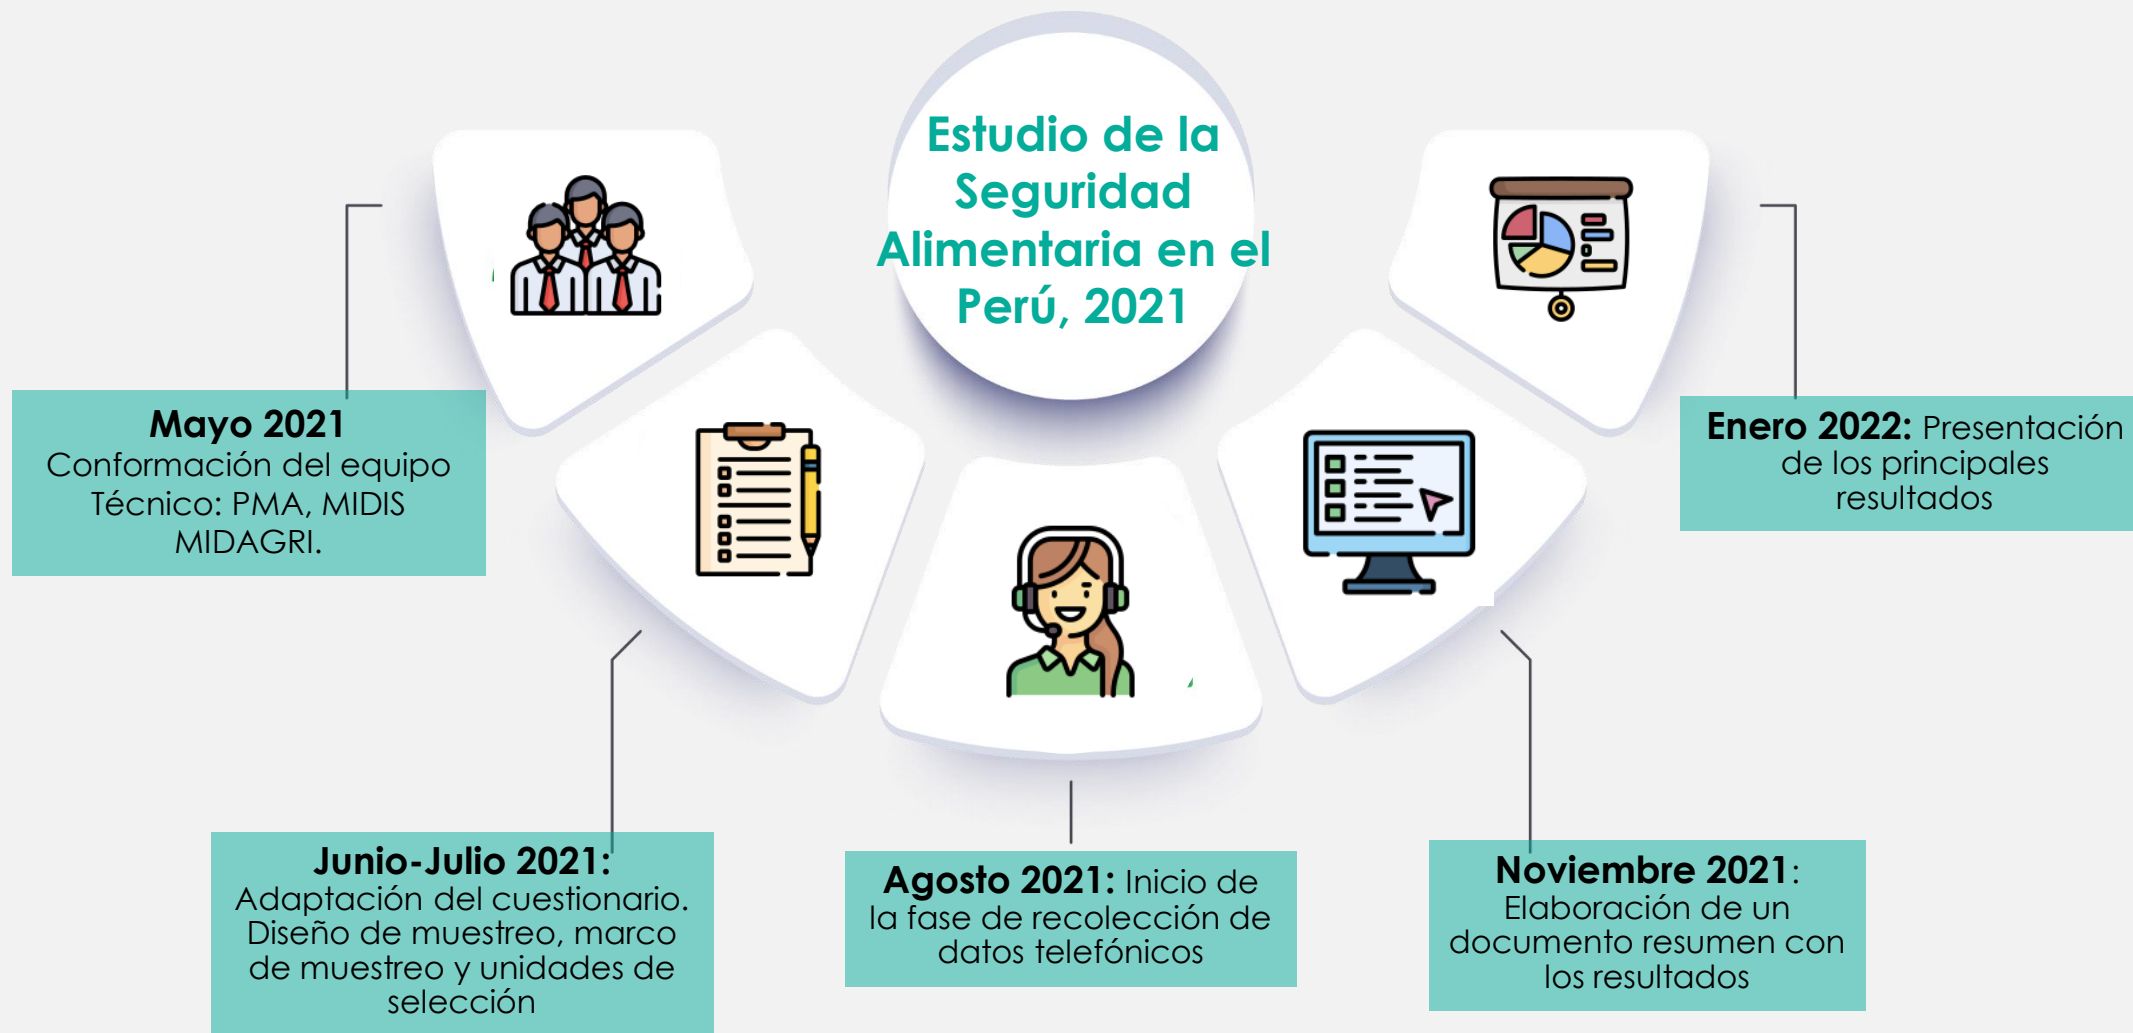 Estudio de la
Seguridad
Alimentaria en el
Perú, 2021
Mayo 2021
Conformación del equipo
Técnico: PMA, MIDIS
MIDAGRI.
Junio-Julio 2021:
Adaptación del cuestionario.
Diseño de muestreo, marco
de muestreo y unidades de
selección
Agosto 2021: Inicio de
la fase de recolección de
datos telefónicos
Noviembre 2021:
Elaboración de un
documento resumen con
los resultados
Enero 2022: Presentación
de los principales
resultados